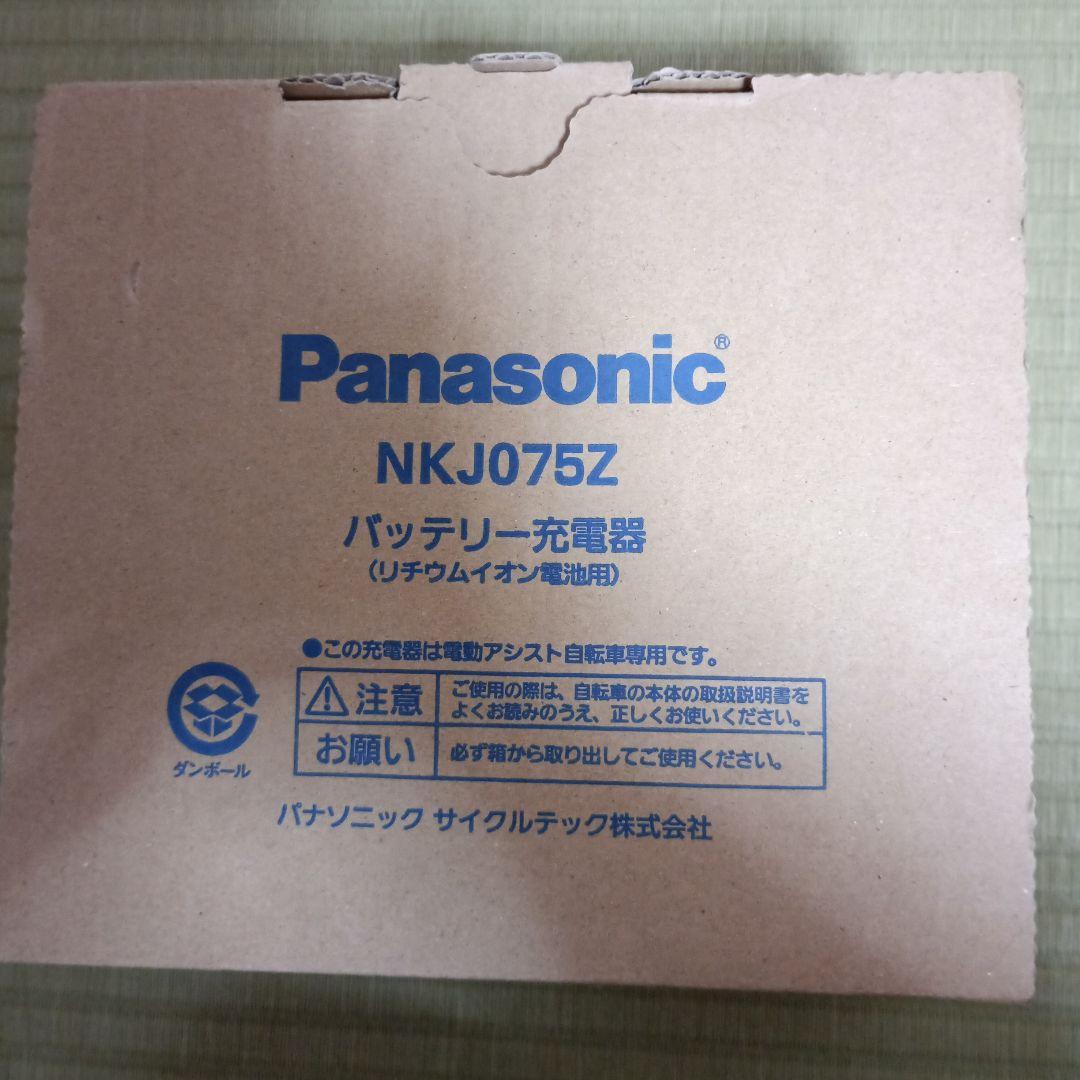 Panasonic®
NKJ075Z
バッテリー充電器
(リチウムイオン電池用)
●この充電器は電動アシスト自転車専用です。
注意
ご使用の際は、自転車の本体の取扱説明書を
よくお読みのうえ、正しくお使いください。
お願い
必ず箱から取り出してご使用ください。
ダンボール
パナソニック サイクルテック株式会社